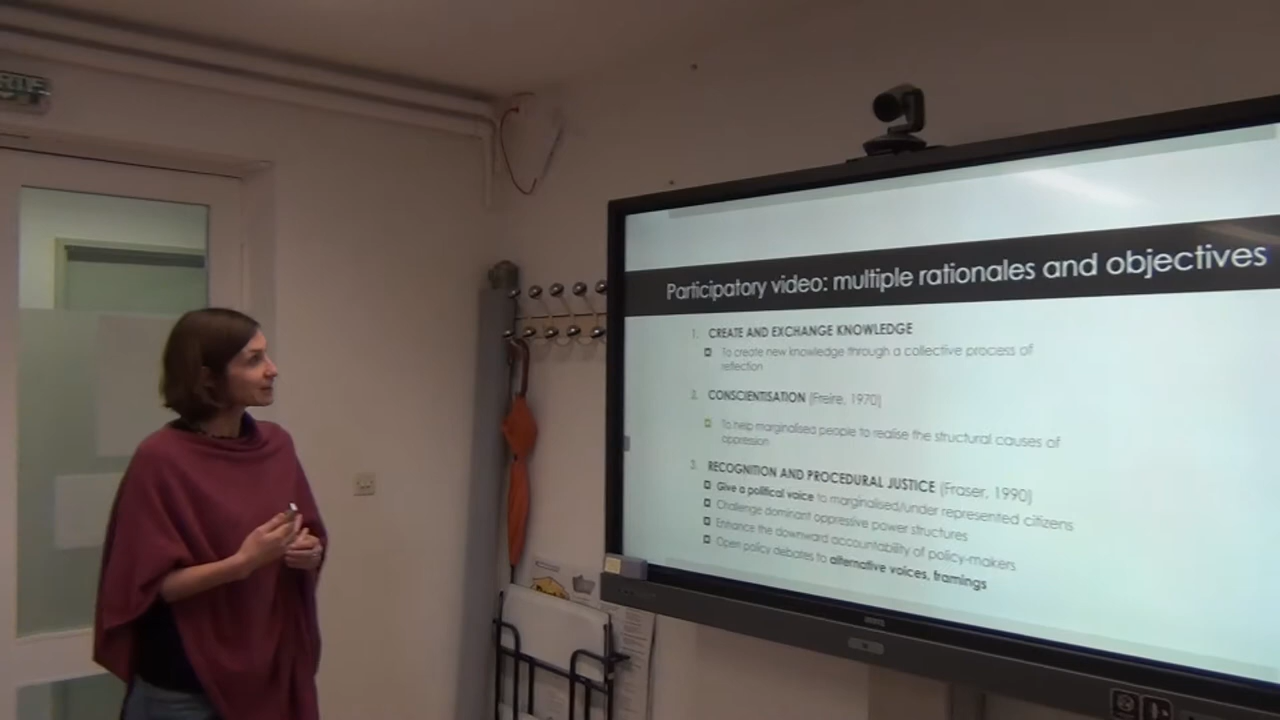 Participatory video: multiple rationales and objectives
1. CREATE AND EXCHANGE KNOWLEDGE
To create new knowledge through a collective process of
reflection
2. CONSCIENTISATION (Freire, 1970)
To help marginalised people to realise the structural causes of
oppression
3. RECOGNITION AND PROCEDURAL JUSTICE (Fraser, 1990)
Give a political voice to marginalised/under represented citizens
Challenge dominant oppressive power structures
Enhance the downward accountability of policy-makers
Open policy debates to alternative voices, framings